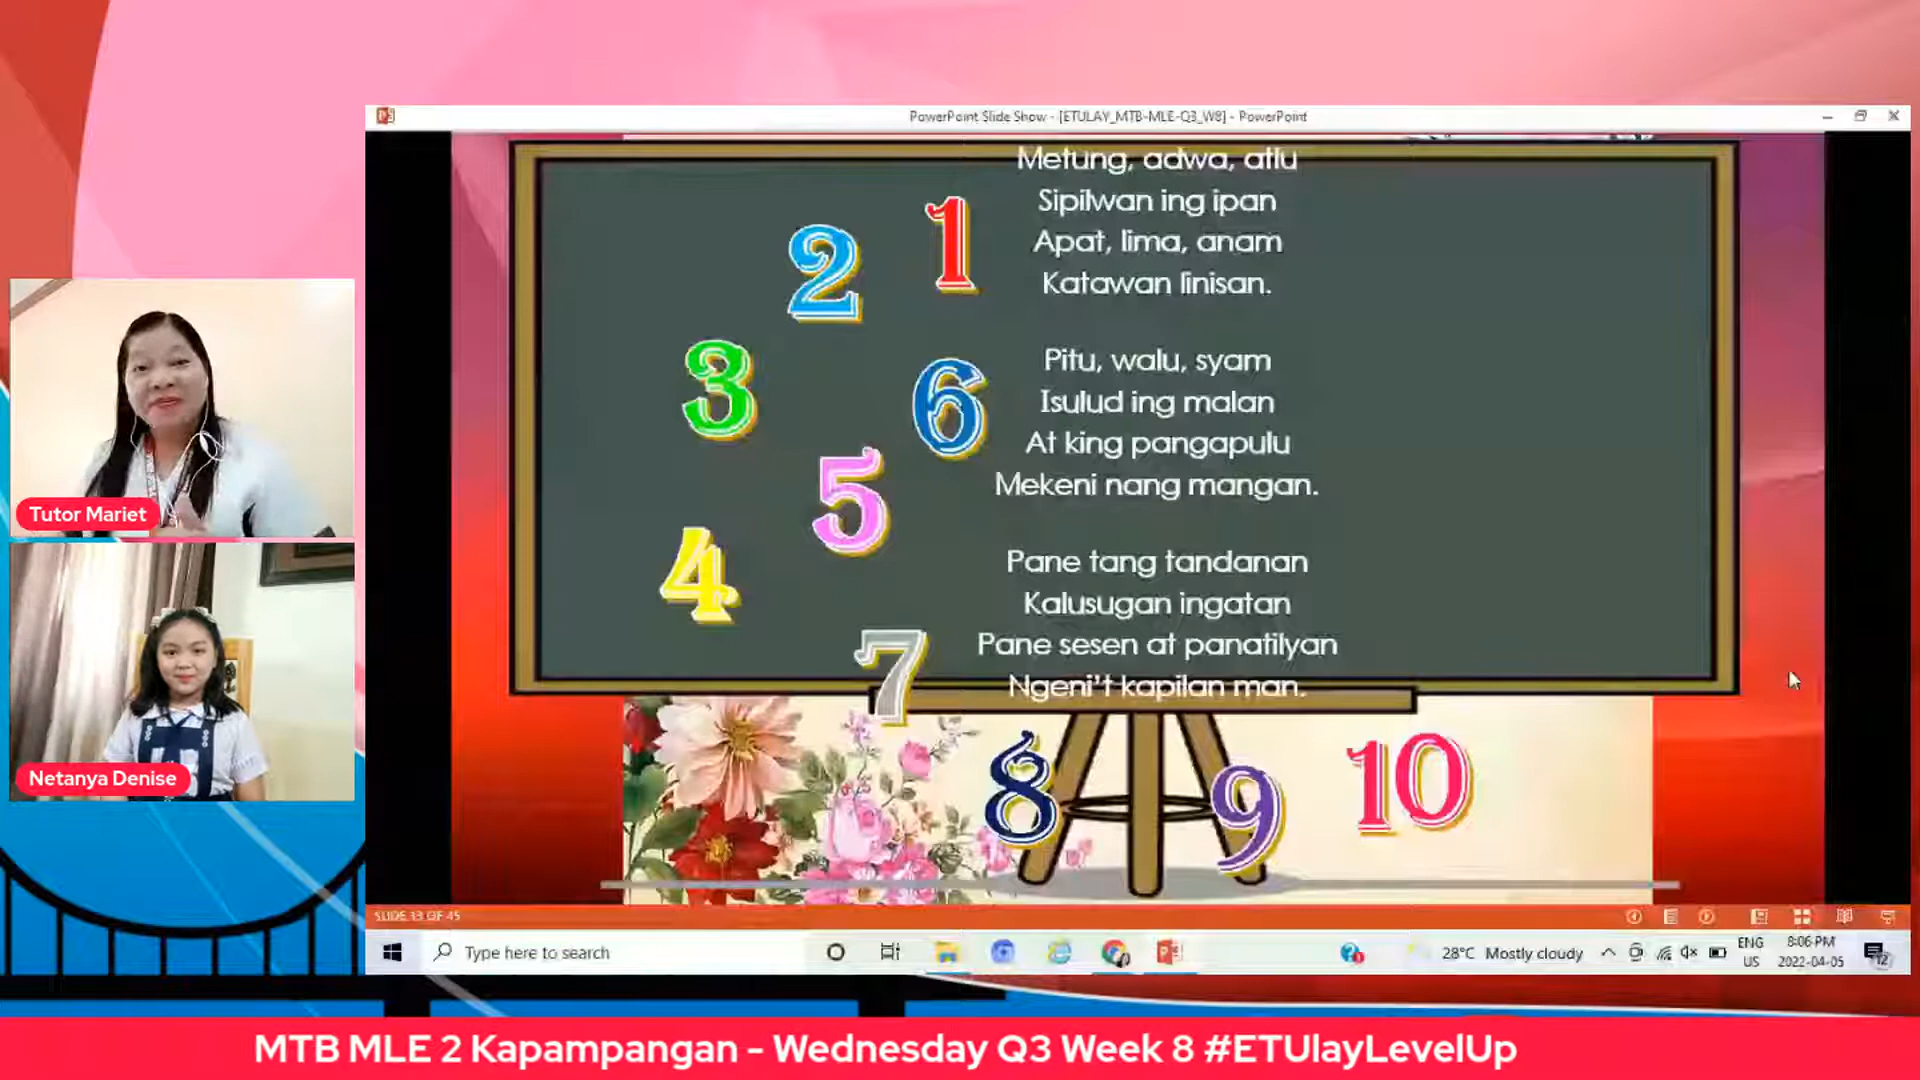 PowerPoint Slide Show - [ETULAY_MTB-MLE-Q3_W8] - PowerPoint
Metung, adwa, atlu
Sipilwan ing ipan
Apat, lima, anam
Katawan linisan.
Pitu, walu, syam
Isulud ing malan
At king pangapulu
Mekeni nang mangan.
Pane tang tandanan
Kalusugan ingatan
Pane sesen at panatilyan
Ngeni't kapilan man.
1
2
3
6
5
4
7
8
9
10
Tutor Mariet
Netanya Denise
SLIDE 13 OF 45
Type here to search
28°C Mostly cloudy
ENG
US
8:06 PM
2022-04-05
12
MTB MLE 2 Kapampangan - Wednesday Q3 Week 8 #ETUlayLevelUp